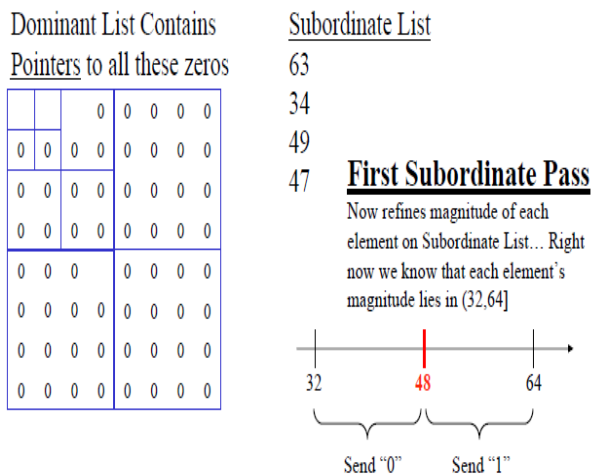 Dominant List Contains
Pointers to all these zeros
0 0 0 0 0
0 0 0 0 0 0 0 0
0 0 0 0 0 0 0 0
0 0 0 0 0 0 0 0
0 0 0 0 0 0 0
0 0 0 0 0 0 0 0
0 0 0 0 0 0 0 0
0 0 0 0 0 0 0 0
Subordinate List
63
34
49
47
First Subordinate Pass
Now refines magnitude of each
element on Subordinate List… Right
now we know that each element’s
magnitude lies in (32,64]
32 48 64
Send “0” Send “1”